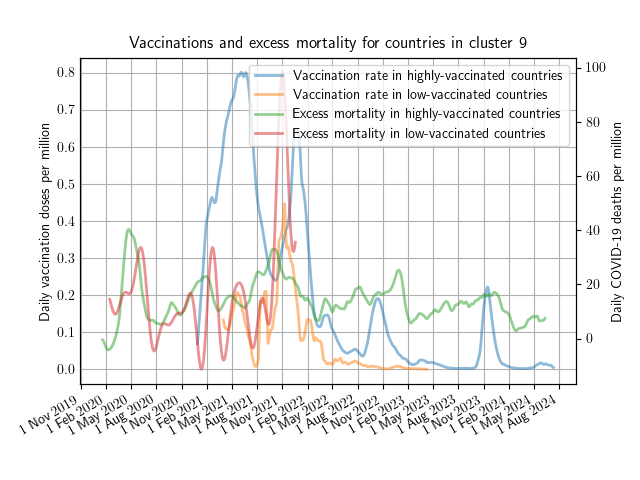 Vaccinations and excess mortality for countries in cluster 9
Vaccination rate in highly-vaccinated countries
Vaccination rate in low-vaccinated countries
Excess mortality in highly-vaccinated countries
Excess mortality in low-vaccinated countries
Daily vaccination doses per million
0.8
0.7
0.6
0.5
0.4
0.3
0.2
0.1
0.0
100
80
60
40
20
0
Daily COVID-19 deaths per million
1 Nov 2019
1 Feb 2020
1 May 2020
1 Aug 2020
1 Nov 2020
1 Feb 2021
1 May 2021
1 Aug 2021
1 Nov 2021
1 Feb 2022
1 May 2022
1 Aug 2022
1 Nov 2022
1 Feb 2023
1 May 2023
1 Aug 2023
1 Nov 2023
1 Feb 2024
1 May 2024
1 Aug 2024